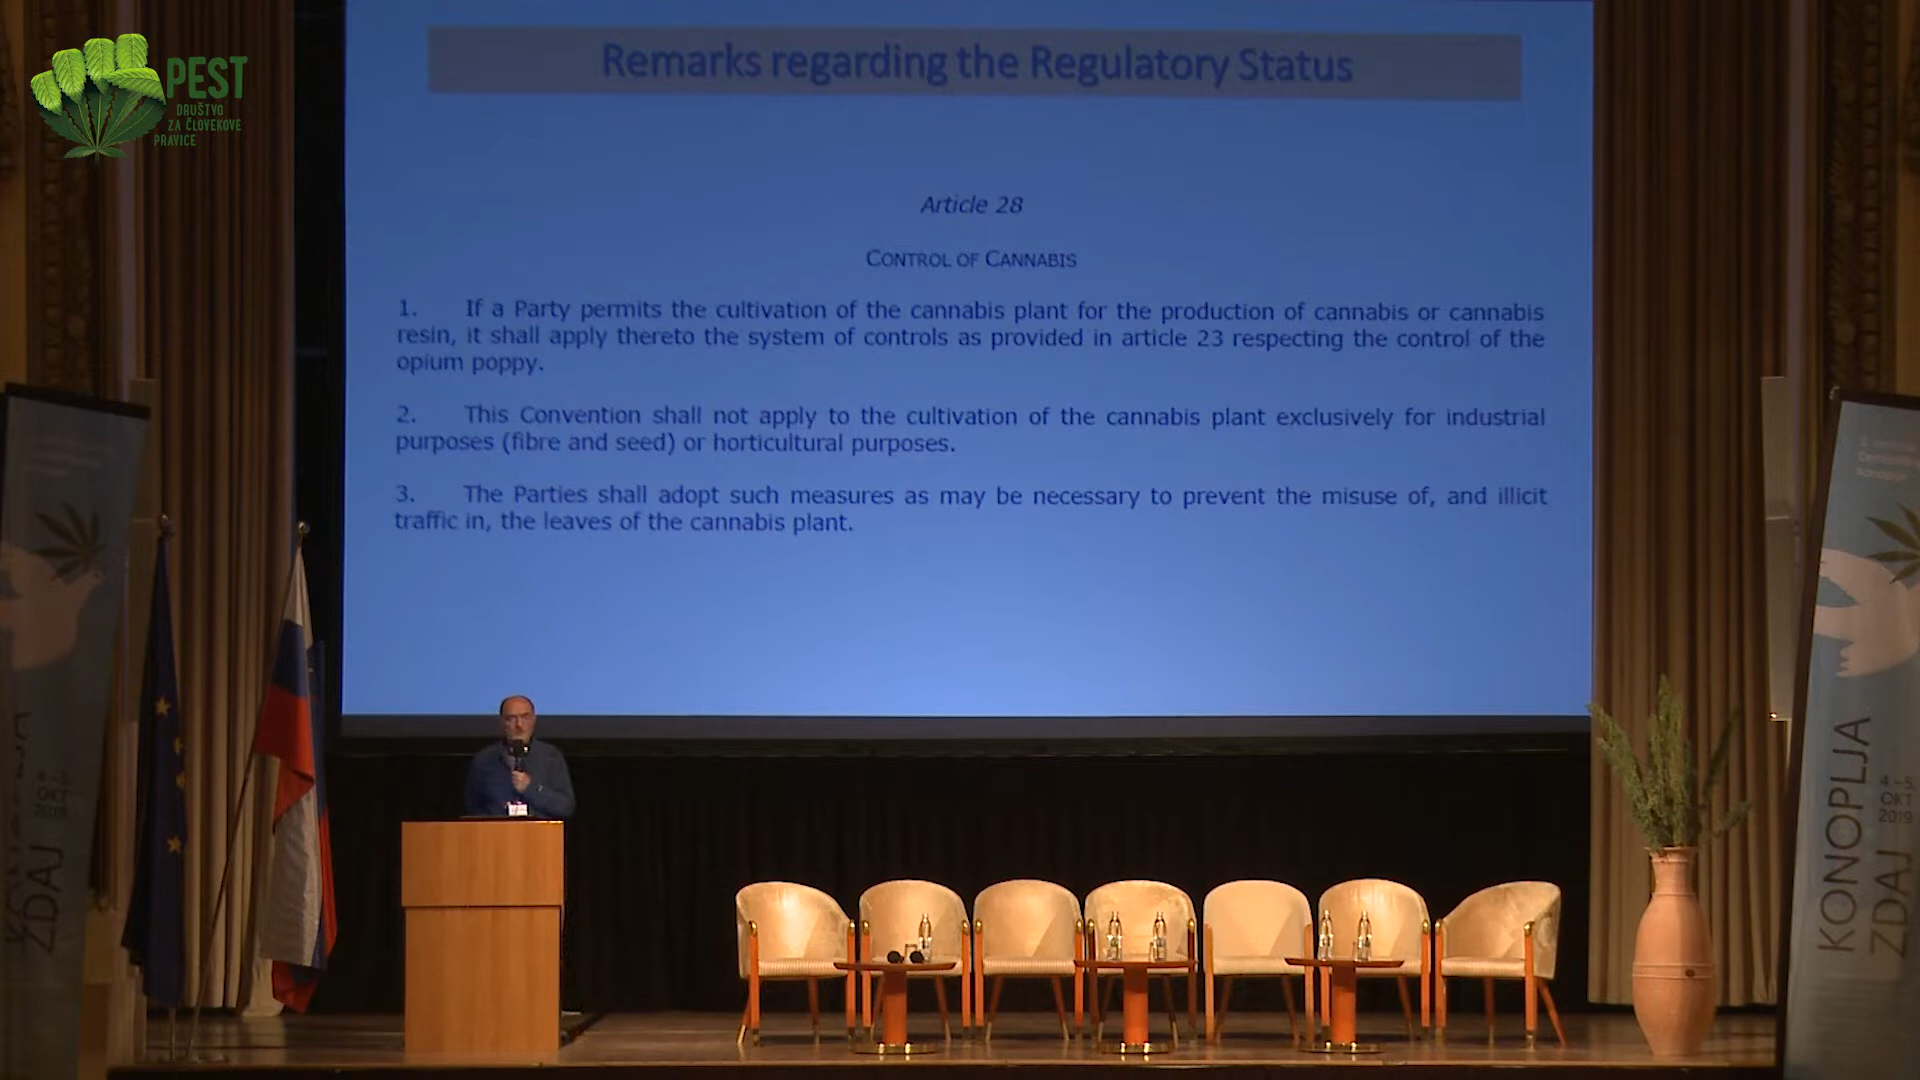 PEST
DRUŠTVO
ZA ČLOVEKOVE
PRAVICE
Remarks regarding the Regulatory Status
Article 28
CONTROL OF CANNABIS
1. If a Party permits the cultivation of the cannabis plant for the production of cannabis or cannabis
resin, it shall apply thereto the system of controls as provided in article 23 respecting the control of the
opium poppy.
2. This Convention shall not apply to the cultivation of the cannabis plant exclusively for industrial
purposes (fibre and seed) or horticultural purposes.
3. The Parties shall adopt such measures as may be necessary to prevent the misuse of, and illicit
traffic in, the leaves of the cannabis plant.
OKT
ZDAJ
KONOPLJA
ZDAJ
4.-5.
OKT
2019